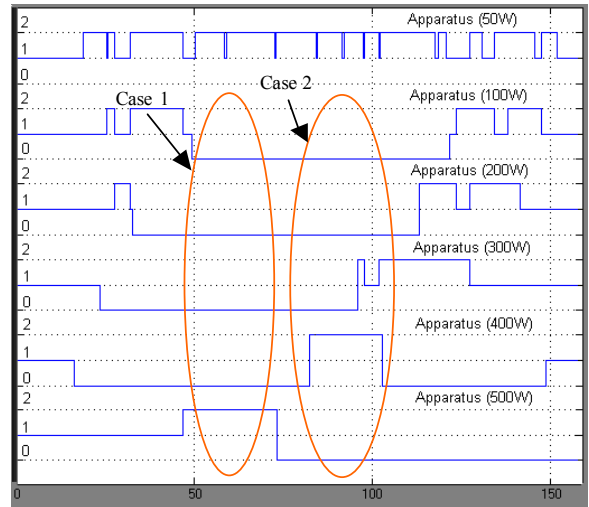 2
Apparatus (50W)
1
0
Case 1
Case 2
2
Apparatus (100W)
1
0
2
Apparatus (200W)
1
0
2
Apparatus (300W)
1
0
2
Apparatus (400W)
1
0
2
Apparatus (500W)
1
0
0 50 100 150